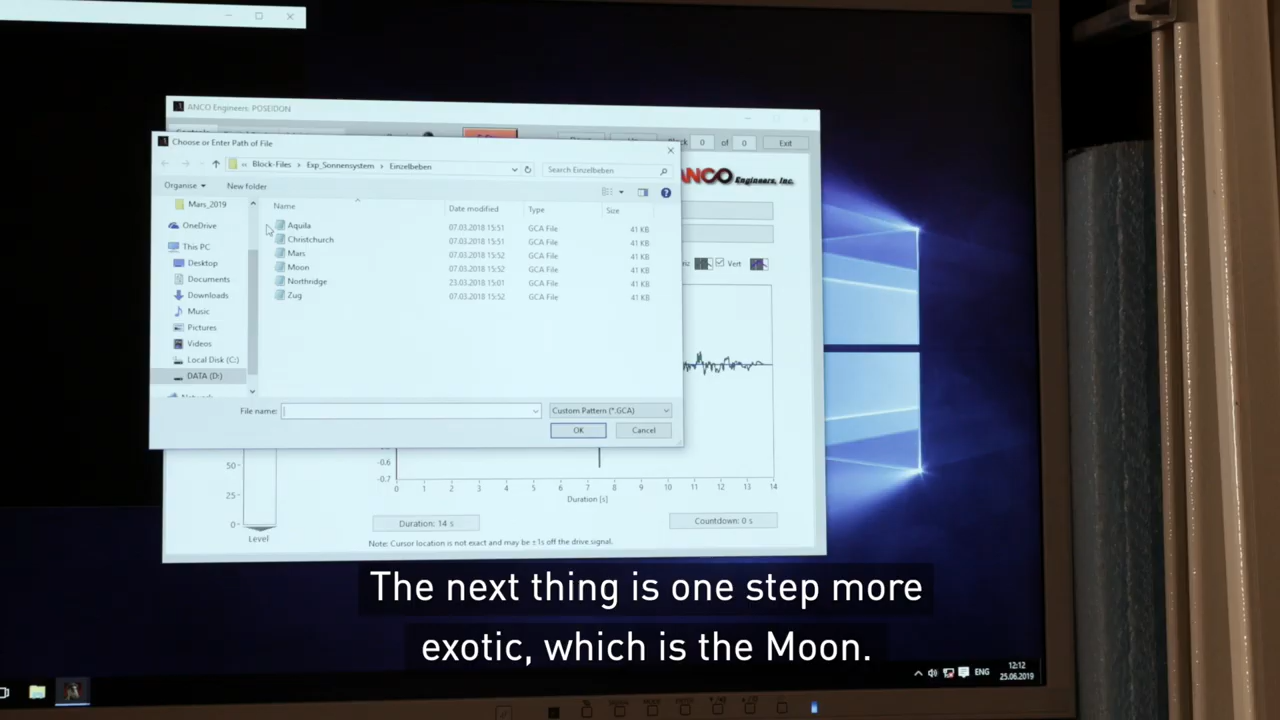 ANCO Engineers: POSEIDON
Choose or Enter Path of File
0 of 0 Exit
Block-Files › Exp_Sonnensystem › Einzelbeben
Search Einzelbeben
Organise New folder
ANCO Engineers, Inc.
Name Date modified Type Size
Mars_2019
OneDrive
This PC
Desktop
Documents
Downloads
Music
Pictures
Videos
Local Disk (C:)
DATA (D:)
Aquila 07.03.2018 15:51 GCA File 41 KB
Christchurch 07.03.2018 15:51 GCA File 41 KB
Mars 07.03.2018 15:52 GCA File 41 KB
Moon 07.03.2018 15:52 GCA File 41 KB
Northridge 23.03.2018 15:01 GCA File 41 KB
Zug 07.03.2018 15:52 GCA File 41 KB
Vert
File name: Custom Pattern (*.GCA)
OK Cancel
50
25
0
Level
-0.6
-0.7
0 1 2 3 4 5 6 7 8 9 10 11 12 13 14
Duration [s]
Duration: 14 s
Countdown: 0 s
Note: Cursor location is not exact and may be ±1s off the drive signal.
The next thing is one step more
exotic, which is the Moon.
ENG
12:12
25.06.2019